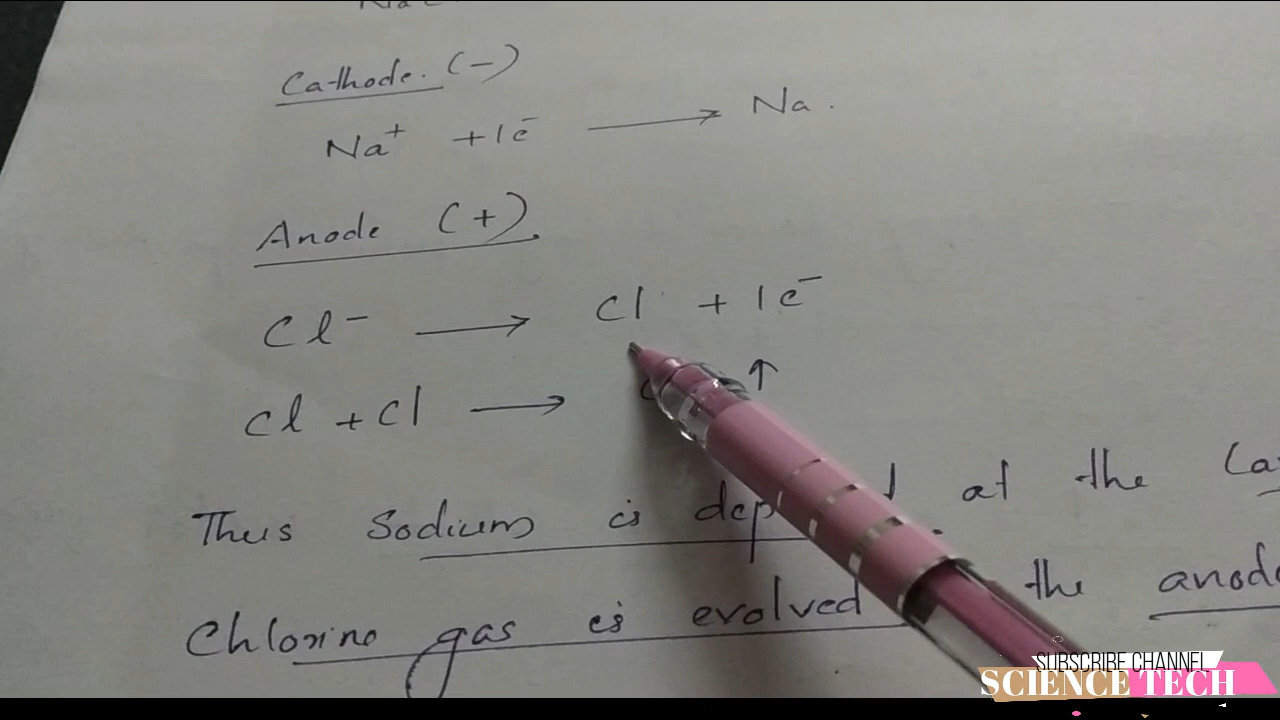 Cathode. (-)
Na⁺ +1e⁻ → Na.
Anode (+).
Cl⁻ → Cl + 1e⁻
Cl + Cl → ↑
Thus Sodium is at the
Chlorine gas is evolved the anode
SUBSCRIBE CHANNEL
SCIENCE TECH